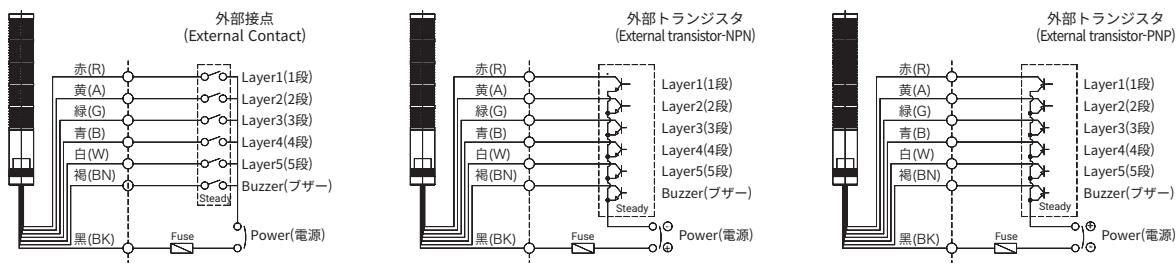 外部接点
(External Contact)
赤(R)
Layer1(1段)
黄(A)
Layer2(2段)
緑(G)
Layer3(3段)
青(B)
Layer4(4段)
白(W)
Layer5(5段)
褐(BN)
Buzzer(ブザー)
Steady
黒(BK)
Fuse
Power(電源)
外部トランジスタ
(External transistor-NPN)
赤(R)
Layer1(1段)
黄(A)
Layer2(2段)
緑(G)
Layer3(3段)
青(B)
Layer4(4段)
白(W)
Layer5(5段)
褐(BN)
Buzzer(ブザー)
Steady
黒(BK)
Fuse
Power(電源)
外部トランジスタ
(External transistor-PNP)
赤(R)
Layer1(1段)
黄(A)
Layer2(2段)
緑(G)
Layer3(3段)
青(B)
Layer4(4段)
白(W)
Layer5(5段)
褐(BN)
Buzzer(ブザー)
Steady
黒(BK)
Fuse
Power(電源)